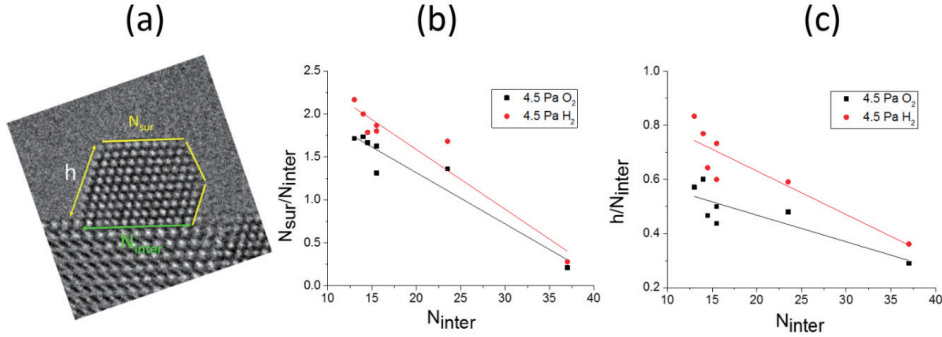 (a)
N_sur
h
N_inter
(b)
N_sur/N_inter
2.5
2.0
1.5
1.0
0.5
0.0
4.5 Pa O₂
4.5 Pa H₂
10 15 20 25 30 35 40
N_inter
(c)
h/N_inter
1.0
0.8
0.6
0.4
0.2
4.5 Pa O₂
4.5 Pa H₂
10 15 20 25 30 35 40
N_inter